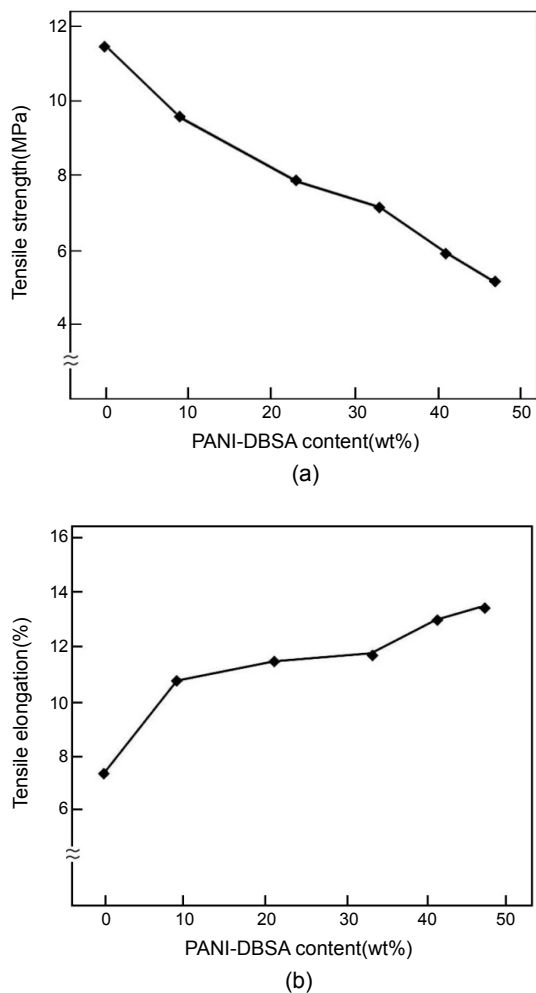 12
10
8
6
4
Tensile strength(MPa)
≈
0 10 20 30 40 50
PANI-DBSA content(wt%)
(a)
16
14
12
10
8
6
Tensile elongation(%)
≈
0 10 20 30 40 50
PANI-DBSA content(wt%)
(b)